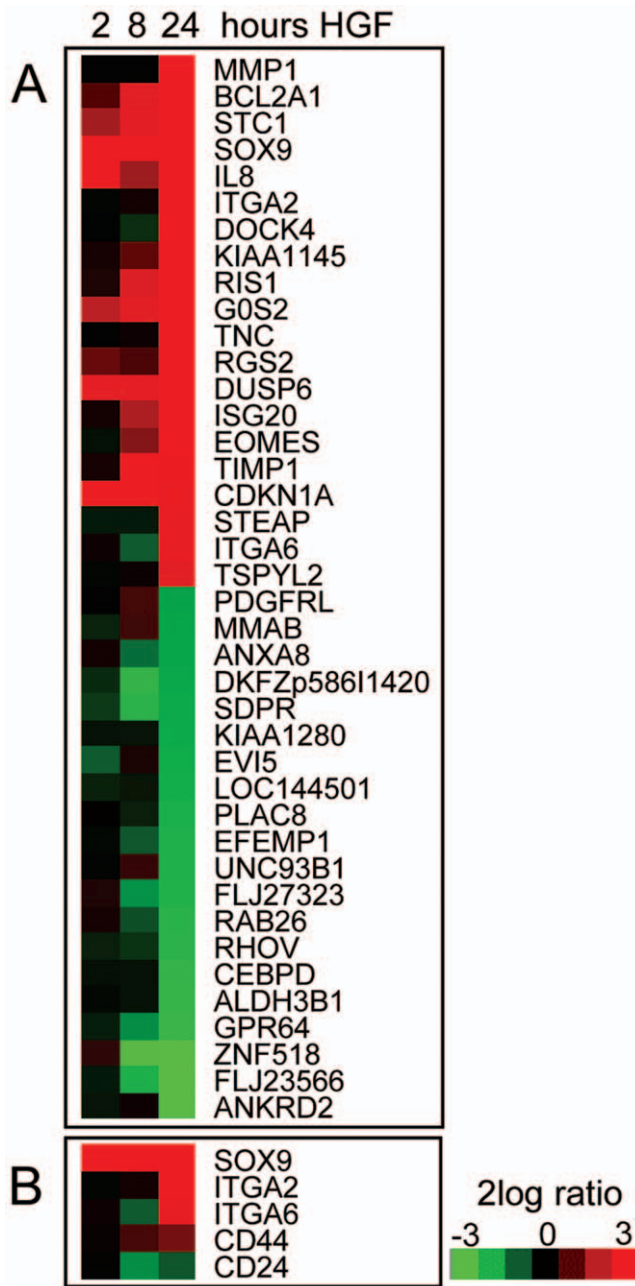 2 8 24 hours HGF
A
MMP1
BCL2A1
STC1
SOX9
IL8
ITGA2
DOCK4
KIAA1145
RIS1
G0S2
TNC
RGS2
DUSP6
ISG20
EOMES
TIMP1
CDKN1A
STEAP
ITGA6
TSPYL2
PDGFRL
MMAB
ANXA8
DKFZp586I1420
SDPR
KIAA1280
EVI5
LOC144501
PLAC8
EFEMP1
UNC93B1
FLJ27323
RAB26
RHOV
CEBPD
ALDH3B1
GPR64
ZNF518
FLJ23566
ANKRD2
B
SOX9
ITGA2
ITGA6
CD44
CD24
2log ratio
-3 0 3